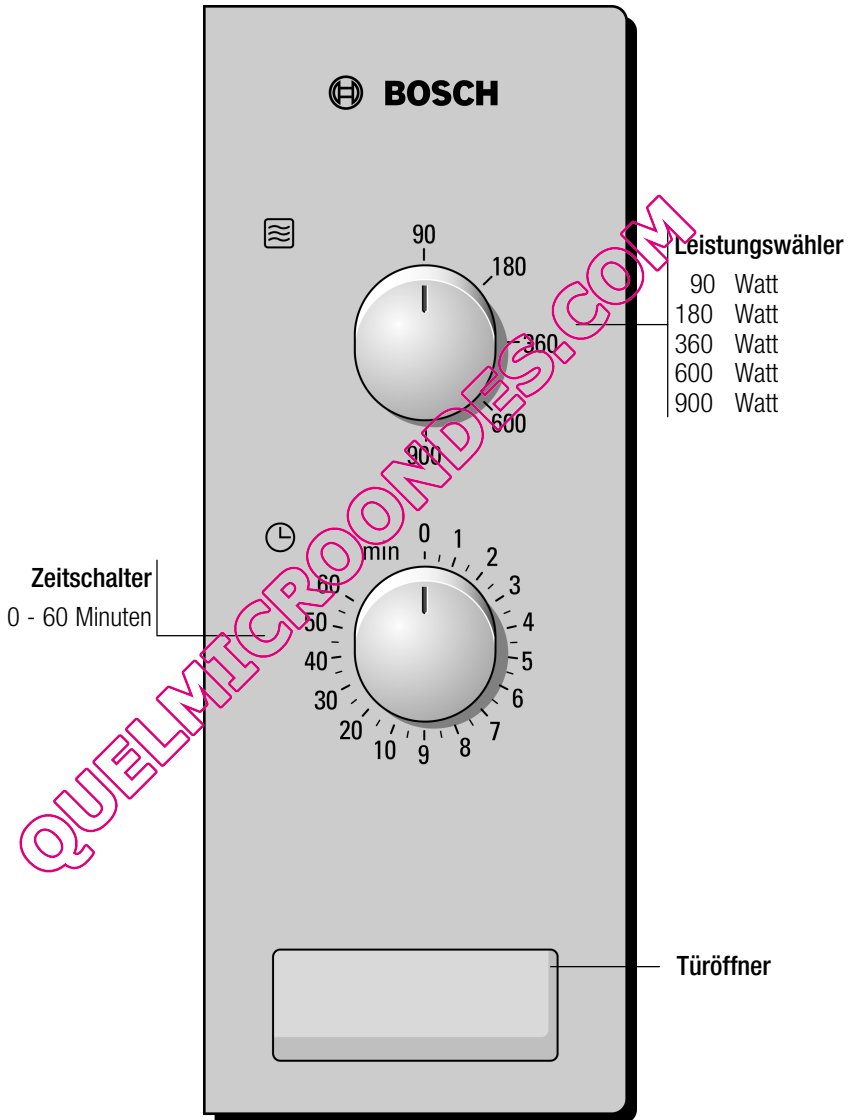 BOSCH
90
180
360
600
900
Leistungswähler
90 Watt
180 Watt
360 Watt
600 Watt
900 Watt
min
0
1
2
3
4
5
6
7
8
9
10
20
30
40
50
60
Zeitschalter
0 - 60 Minuten
Türöffner
QUELMICROONDES.COM